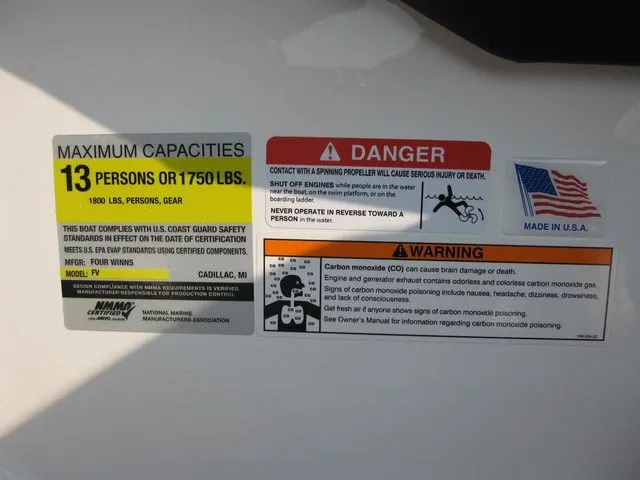 MAXIMUM CAPACITIES
13 PERSONS OR 1750 LBS.
1800 LBS, PERSONS, GEAR
THIS BOAT COMPLIES WITH U.S. COAST GUARD SAFETY
STANDARDS IN EFFECT ON THE DATE OF CERTIFICATION
MEETS U.S. EPA EVAP STANDARDS USING CERTIFIED COMPONENTS.
MFGR: FOUR WINNS
MODEL: FV CADILLAC, MI
DESIGN COMPLIANCE WITH NMMA REQUIREMENTS IS VERIFIED.
MANUFACTURER RESPONSIBLE FOR PRODUCTION CONTROL.
NMMA
CERTIFIED
using ABYC standards
NATIONAL MARINE
MANUFACTURERS ASSOCIATION
DANGER
CONTACT WITH A SPINNING PROPELLER WILL CAUSE SERIOUS INJURY OR DEATH.
SHUT OFF ENGINES while people are in the water
near the boat, on the swim platform, or on the
boarding ladder.
NEVER OPERATE IN REVERSE TOWARD A
PERSON in the water.
MADE IN U.S.A.
WARNING
Carbon monoxide (CO) can cause brain damage or death.
Engine and generator exhaust contains odorless and colorless carbon monoxide gas.
Signs of carbon monoxide poisoning include nausea, headache, dizziness, drowsiness,
and lack of consciousness.
Get fresh air if anyone shows signs of carbon monoxide poisoning.
See Owner's Manual for information regarding carbon monoxide poisoning.